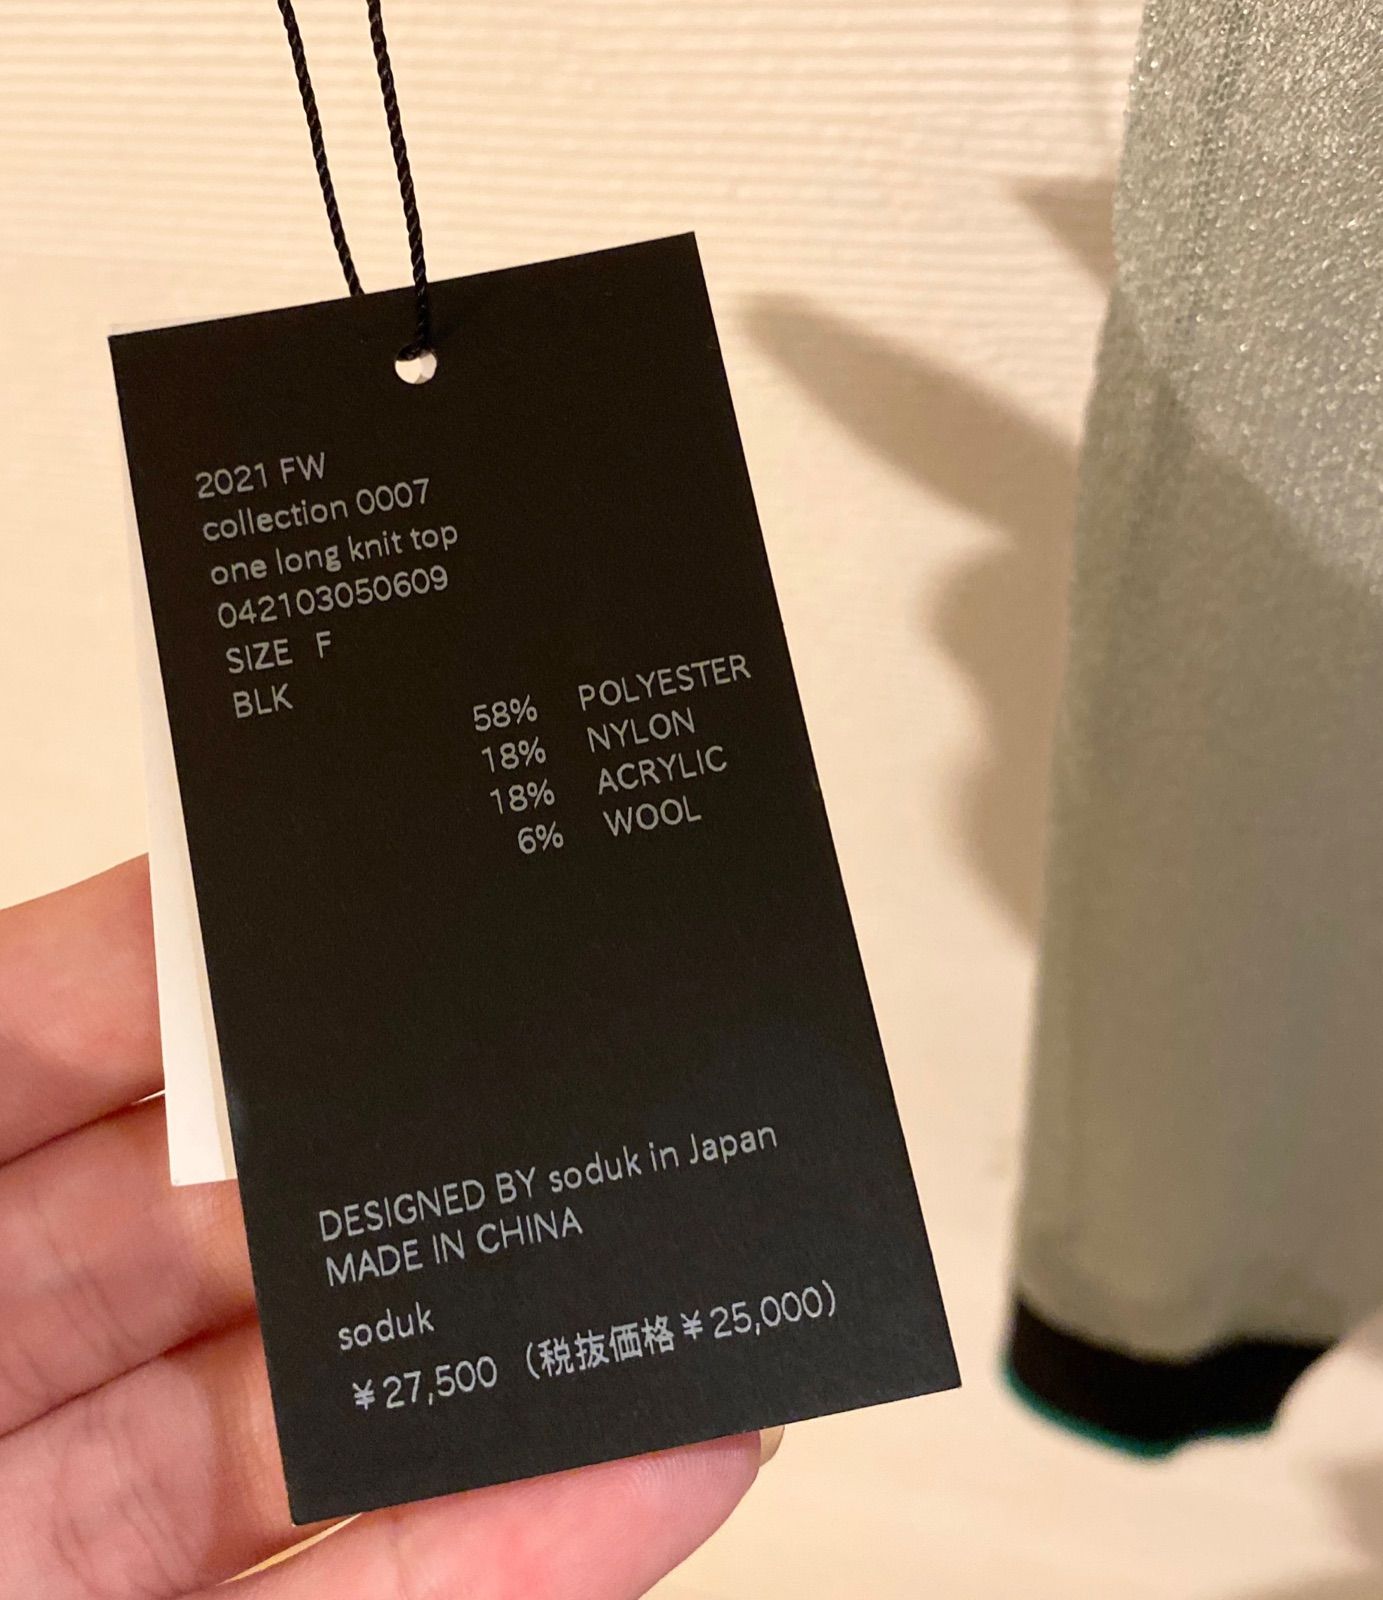 2021 FW
collection 0007
one long knit top
042103050609
SIZE F
BLK
58% POLYESTER
18% NYLON
18% ACRYLIC
6% WOOL
DESIGNED BY soduk in Japan
MADE IN CHINA
soduk
¥27,500（税抜価格¥25,000）